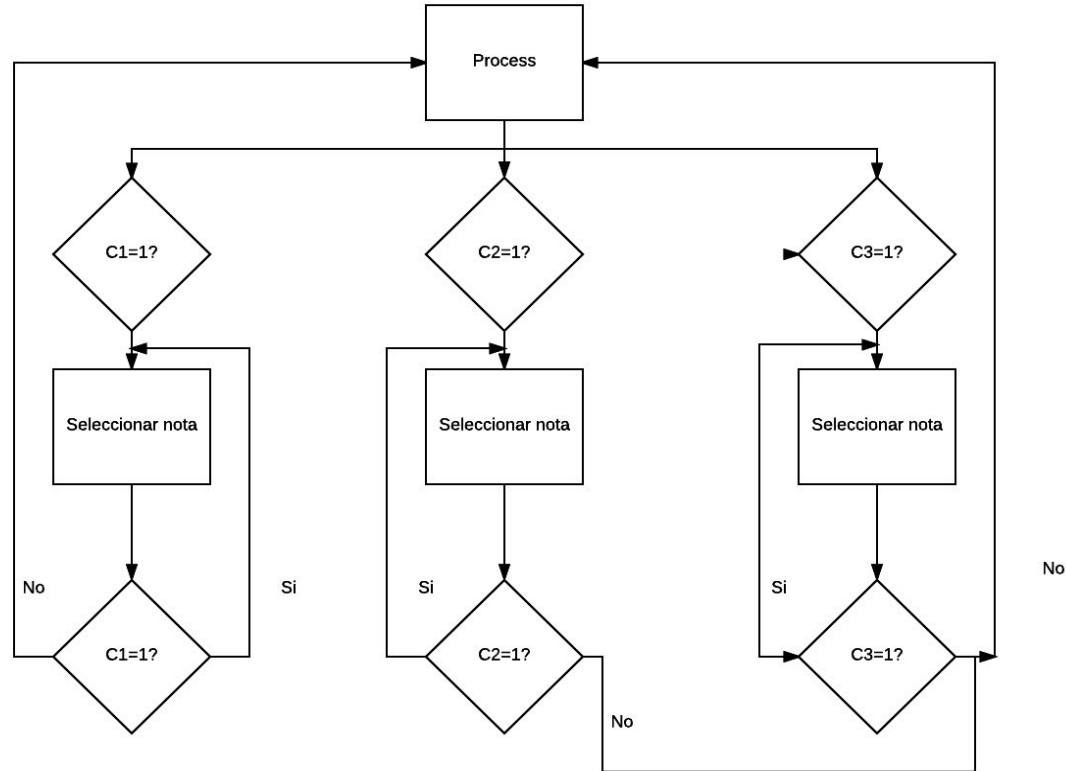 Process
C1=1?
C2=1?
C3=1?
Seleccionar nota
Seleccionar nota
Seleccionar nota
No
Si
Si
Si
No
C1=1?
C2=1?
C3=1?
No